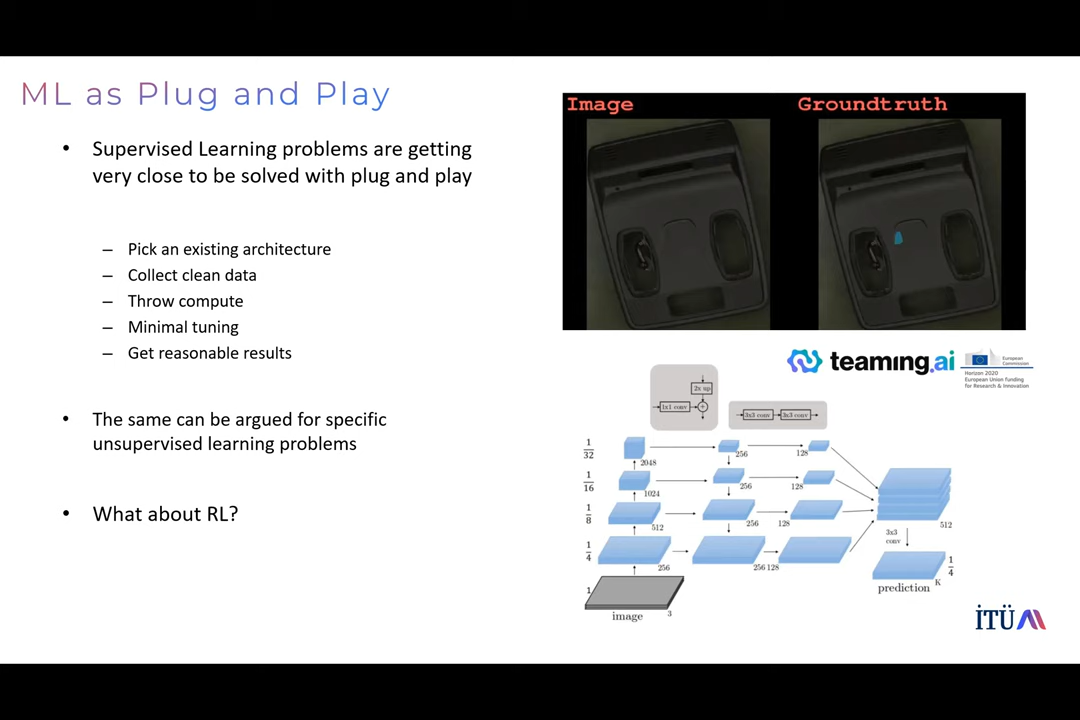 ML as Plug and Play
• Supervised Learning problems are getting
very close to be solved with plug and play
– Pick an existing architecture
– Collect clean data
– Throw compute
– Minimal tuning
– Get reasonable results
• The same can be argued for specific
unsupervised learning problems
• What about RL?
Image Groundtruth
teaming.ai
European
Commission
Horizon 2020
European Union funding
for Research & Innovation
2x up
1x1 conv +
3x3 conv 3x3 conv
1/32 2048 256 128
1/16 1024 256 128
1/8 512 256 128 512
3x3
conv
1/4 256 256 128 1/4
prediction K
1 3
image
İTÜ